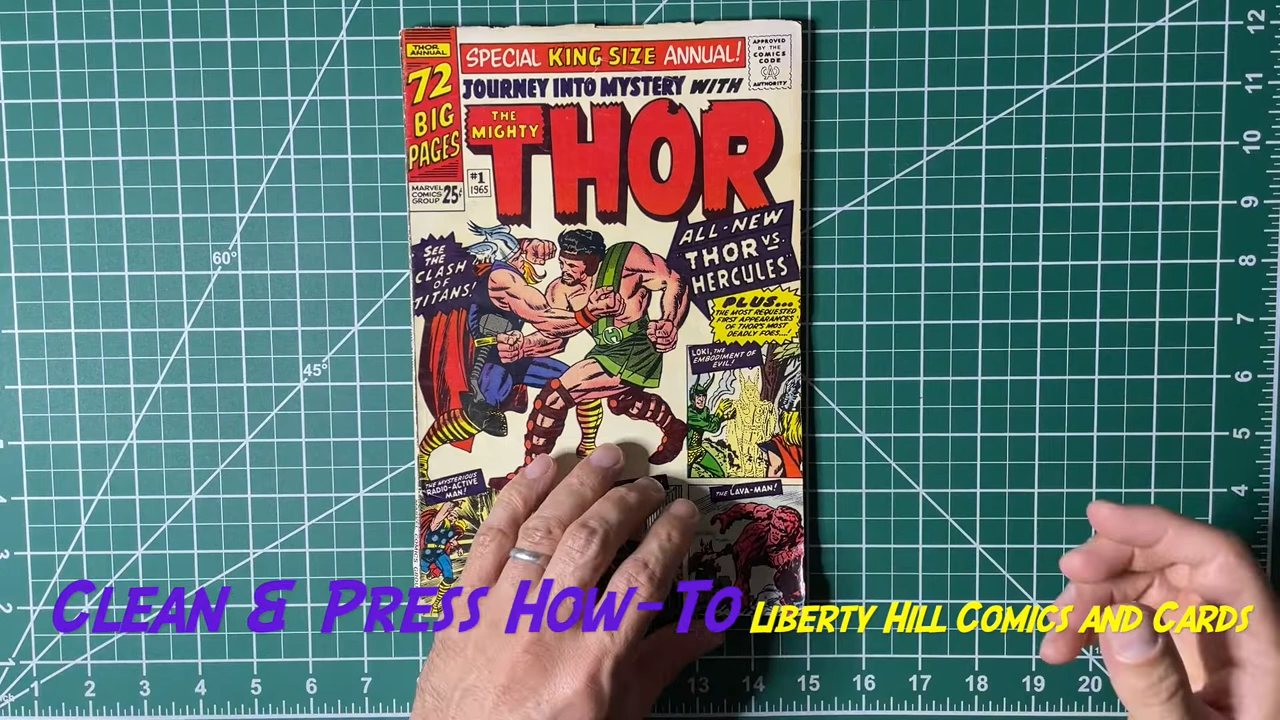 THOR ANNUAL
72 BIG PAGES
SPECIAL KING SIZE ANNUAL!
APPROVED BY THE COMICS CODE AUTHORITY
JOURNEY INTO MYSTERY WITH
THE MIGHTY
THOR
MARVEL COMICS GROUP 25¢
#1 1965
ALL-NEW
"THOR VS. HERCULES"
SEE THE CLASH OF TITANS!
PLUS...
THE MOST REQUESTED
FIRST APPEARANCES
OF THOR'S MOST
DEADLY FOES...!
LOKI, THE
EMBODIMENT OF
EVIL!
THE MYSTERIOUS
RADIO-ACTIVE
MAN!
THE LAVA-MAN!
60°
45°
12
11
10
9
8
7
6
5
4
4
3
2
1
1 2 3 4 5 6 7 13 14 15 16 17 18 19 20
CLEAN & PRESS HOW-TO LIBERTY HILL COMICS AND CARDS